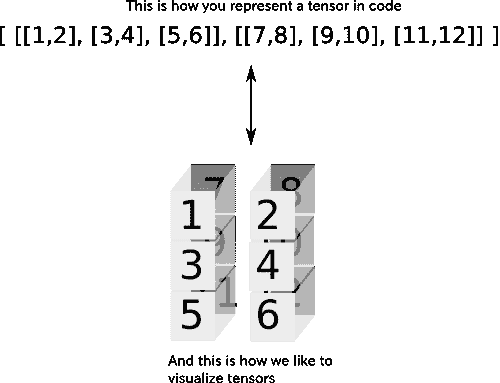 This is how you represent a tensor in code
[ [[1,2], [3,4], [5,6]], [[7,8], [9,10], [11,12]] ]
7 8
1 2
9
3 4
5 6
And this is how we like to
visualize tensors